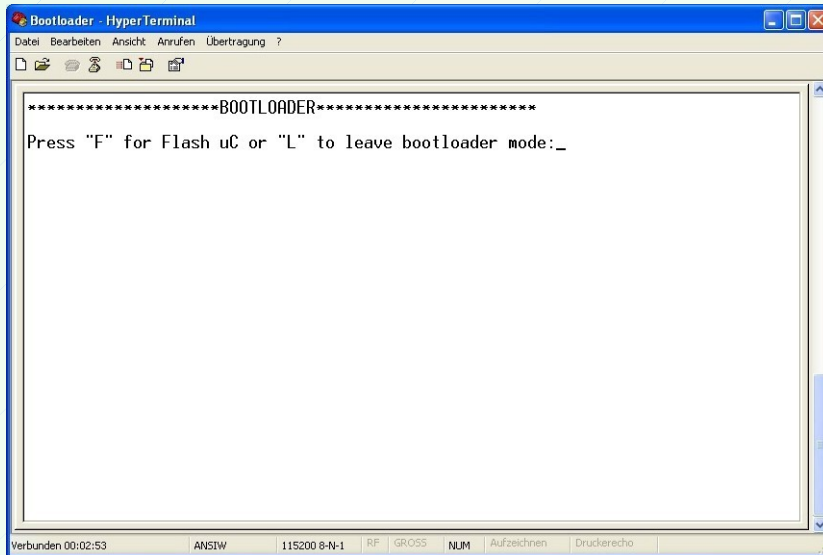 Bootloader - HyperTerminal
Datei Bearbeiten Ansicht Anrufen Übertragung ?
********************BOOTLOADER***********************
Press "F" for Flash uC or "L" to leave bootloader mode:_
Verbunden 00:02:53 ANSIW 115200 8-N-1 RF GROSS NUM Aufzeichnen Druckerecho